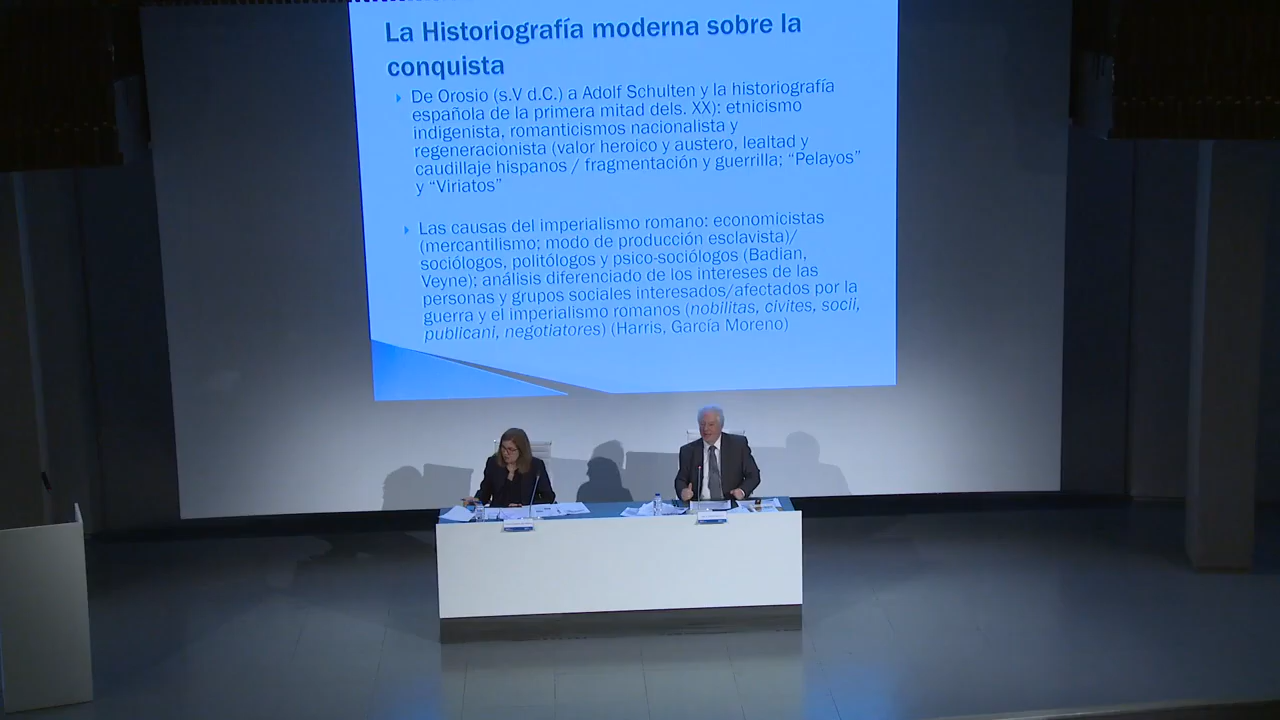 La Historiografía moderna sobre la
conquista
De Orosio (s.V d.C.) a Adolf Schulten y la historiografía
española de la primera mitad dels. XX): etnicismo
indigenista, romanticismos nacionalista y
regeneracionista (valor heroico y austero, lealtad y
caudillaje hispanos / fragmentación y guerrilla; “Pelayos”
y “Viriatos”
Las causas del imperialismo romano: economicistas
(mercantilismo; modo de producción esclavista)/
sociólogos, politólogos y psico-sociólogos (Badian,
Veyne); análisis diferenciado de los intereses de las
personas y grupos sociales interesados/afectados por la
guerra y el imperialismo romanos (nobilitas, civites, socii,
publicani, negotiatores) (Harris, García Moreno)